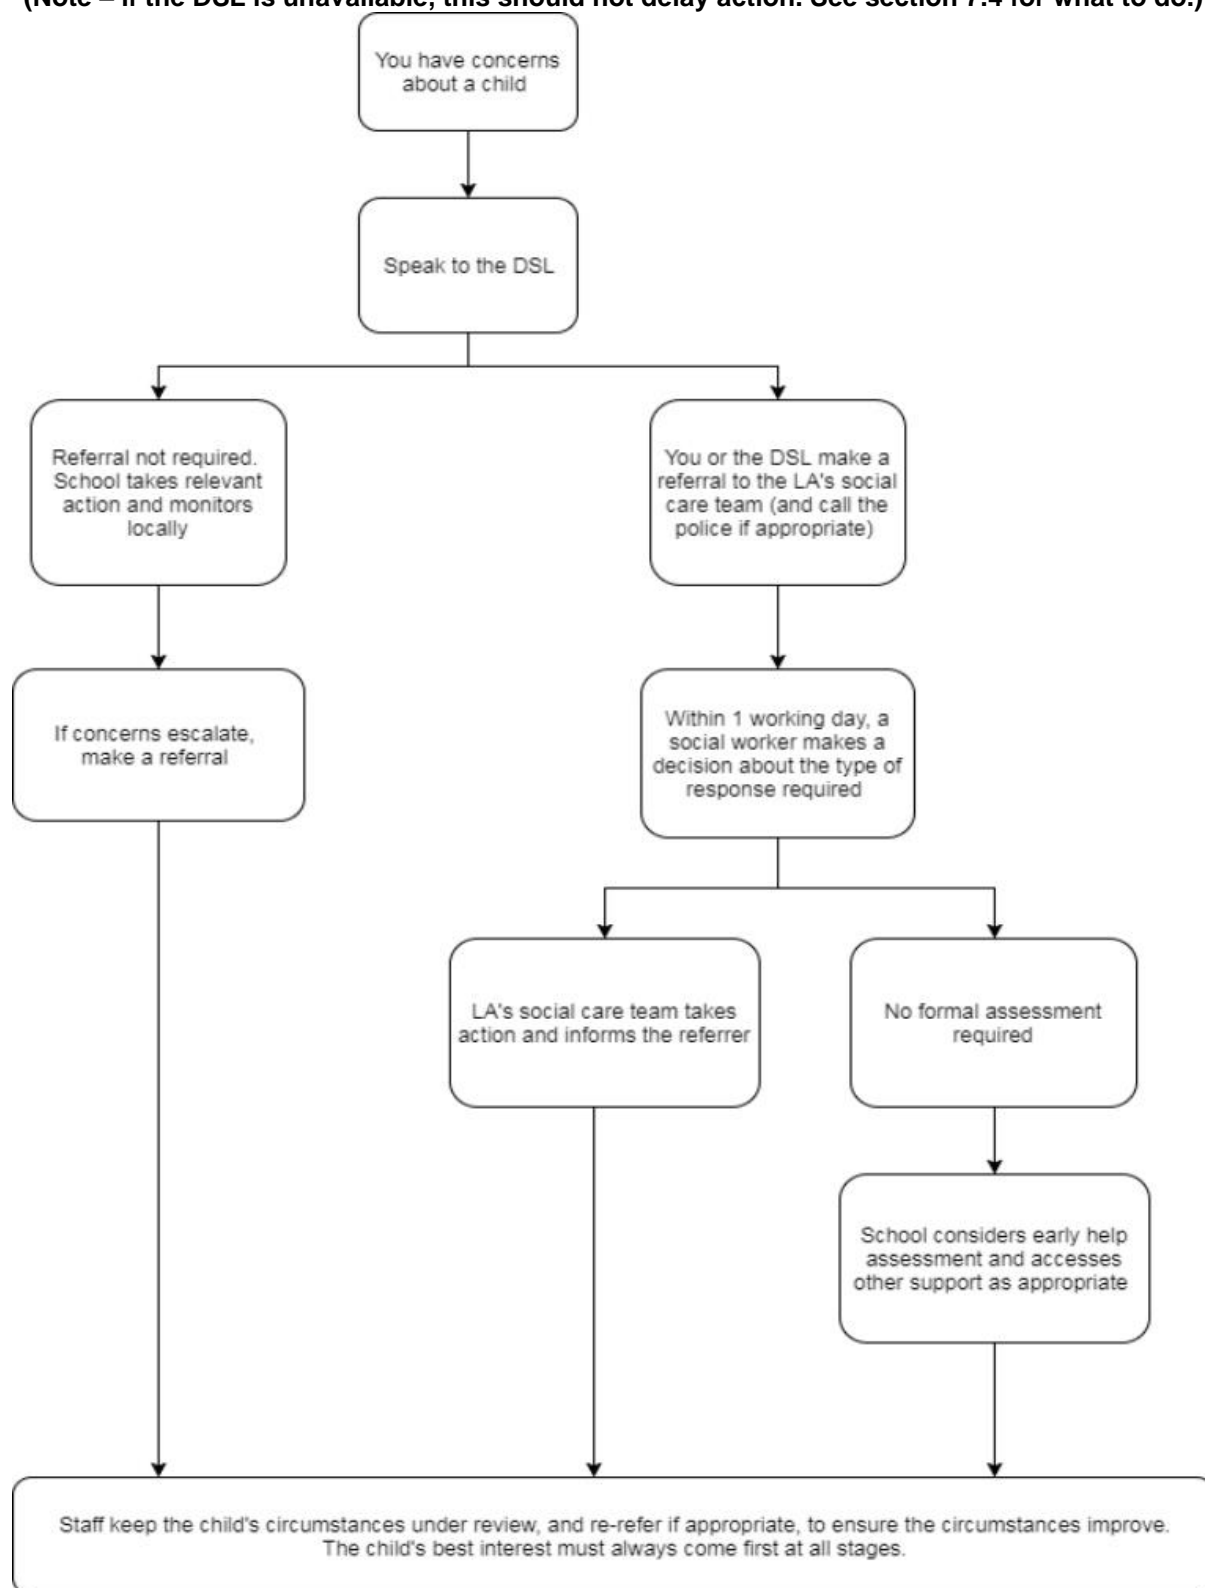 (Note – if the DSL is unavailable, this should not delay action. See section 7.4 for what to do.)
You have concerns
about a child
Speak to the DSL
Referral not required.
School takes relevant
action and monitors
locally
You or the DSL make a
referral to the LA's social
care team (and call the
police if appropriate)
If concerns escalate,
make a referral
Within 1 working day, a
social worker makes a
decision about the type of
response required
LA's social care team takes
action and informs the referrer
No formal assessment
required
School considers early help
assessment and accesses
other support as appropriate
Staff keep the child's circumstances under review, and re-refer if appropriate, to ensure the circumstances improve.
The child's best interest must always come first at all stages.